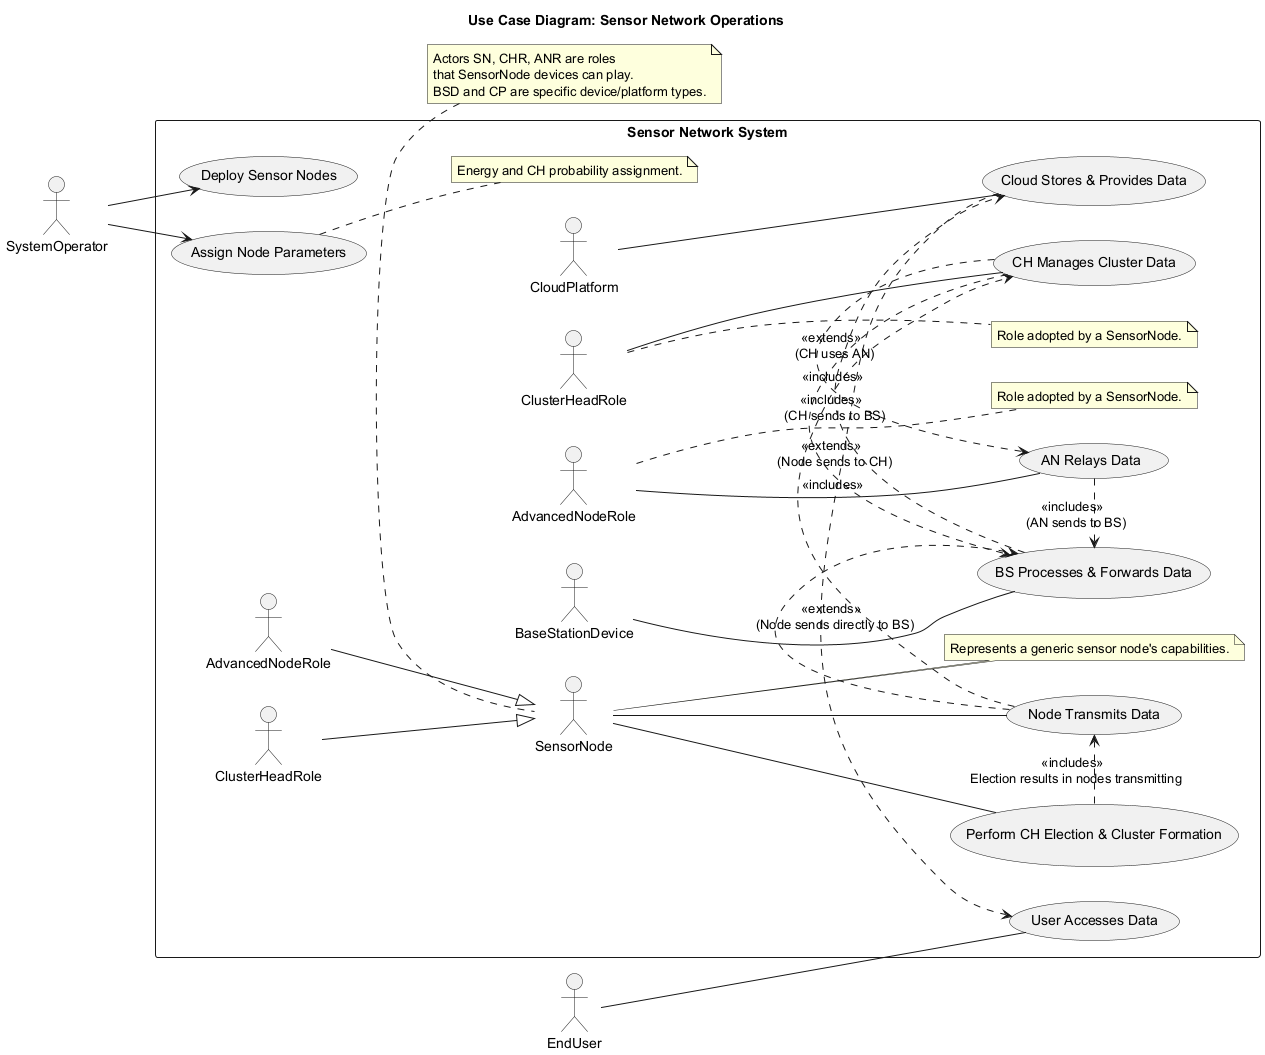 Use Case Diagram: Sensor Network Operations
Actors SN, CHR, ANR are roles
that SensorNode devices can play.
BSD and CP are specific device/platform types.
Sensor Network System
Deploy Sensor Nodes
Energy and CH probability assignment.
Cloud Stores & Provides Data
SystemOperator
Assign Node Parameters
CloudPlatform
CH Manages Cluster Data
«extends»
(CH uses AN)
Role adopted by a SensorNode.
«includes»
ClusterHeadRole
«includes»
(CH sends to BS)
Role adopted by a SensorNode.
«extends»
(Node sends to CH)
AN Relays Data
«includes»
AdvancedNodeRole
«includes»
(AN sends to BS)
BS Processes & Forwards Data
BaseStationDevice
«extends»
(Node sends directly to BS)
Represents a generic sensor node's capabilities.
AdvancedNodeRole
SensorNode
Node Transmits Data
ClusterHeadRole
«includes»
Election results in nodes transmitting
Perform CH Election & Cluster Formation
User Accesses Data
EndUser